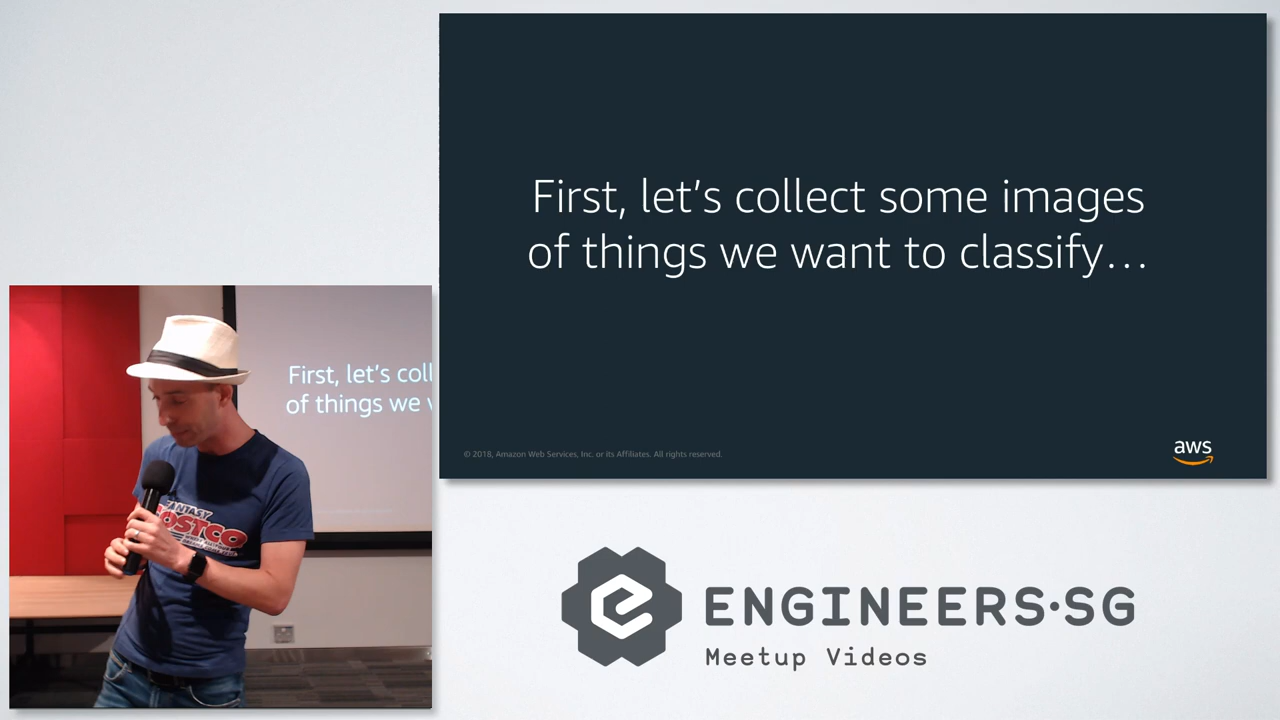 First, let's collect some images
of things we want to classify…
© 2018, Amazon Web Services, Inc. or its Affiliates. All rights reserved.
aws
First, let's coll
of things we
FANTASY
COSTCO
ENGINEERS•SG
Meetup Videos